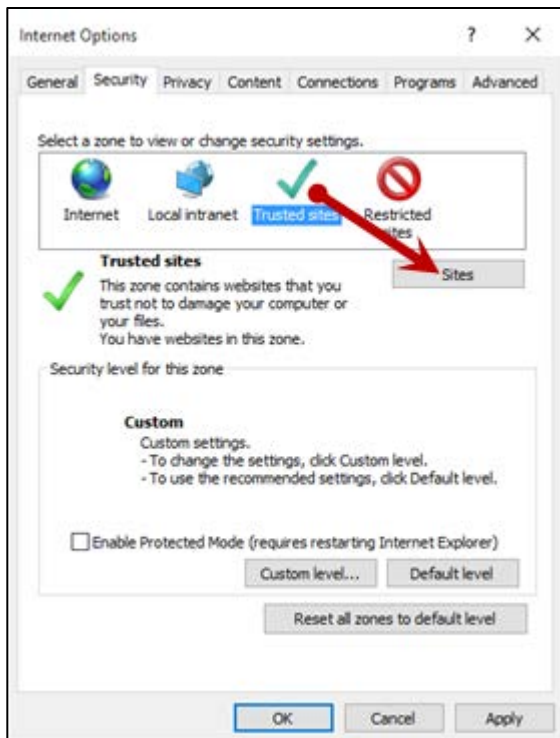 Internet Options
?
General Security Privacy Content Connections Programs Advanced
Select a zone to view or change security settings.
Internet Local intranet Trusted sites Restricted
sites
Trusted sites
Sites
This zone contains websites that you
trust not to damage your computer or
your files.
You have websites in this zone.
Security level for this zone
Custom
Custom settings.
- To change the settings, click Custom level.
- To use the recommended settings, click Default level.
Enable Protected Mode (requires restarting Internet Explorer)
Custom level... Default level
Reset all zones to default level
OK Cancel Apply